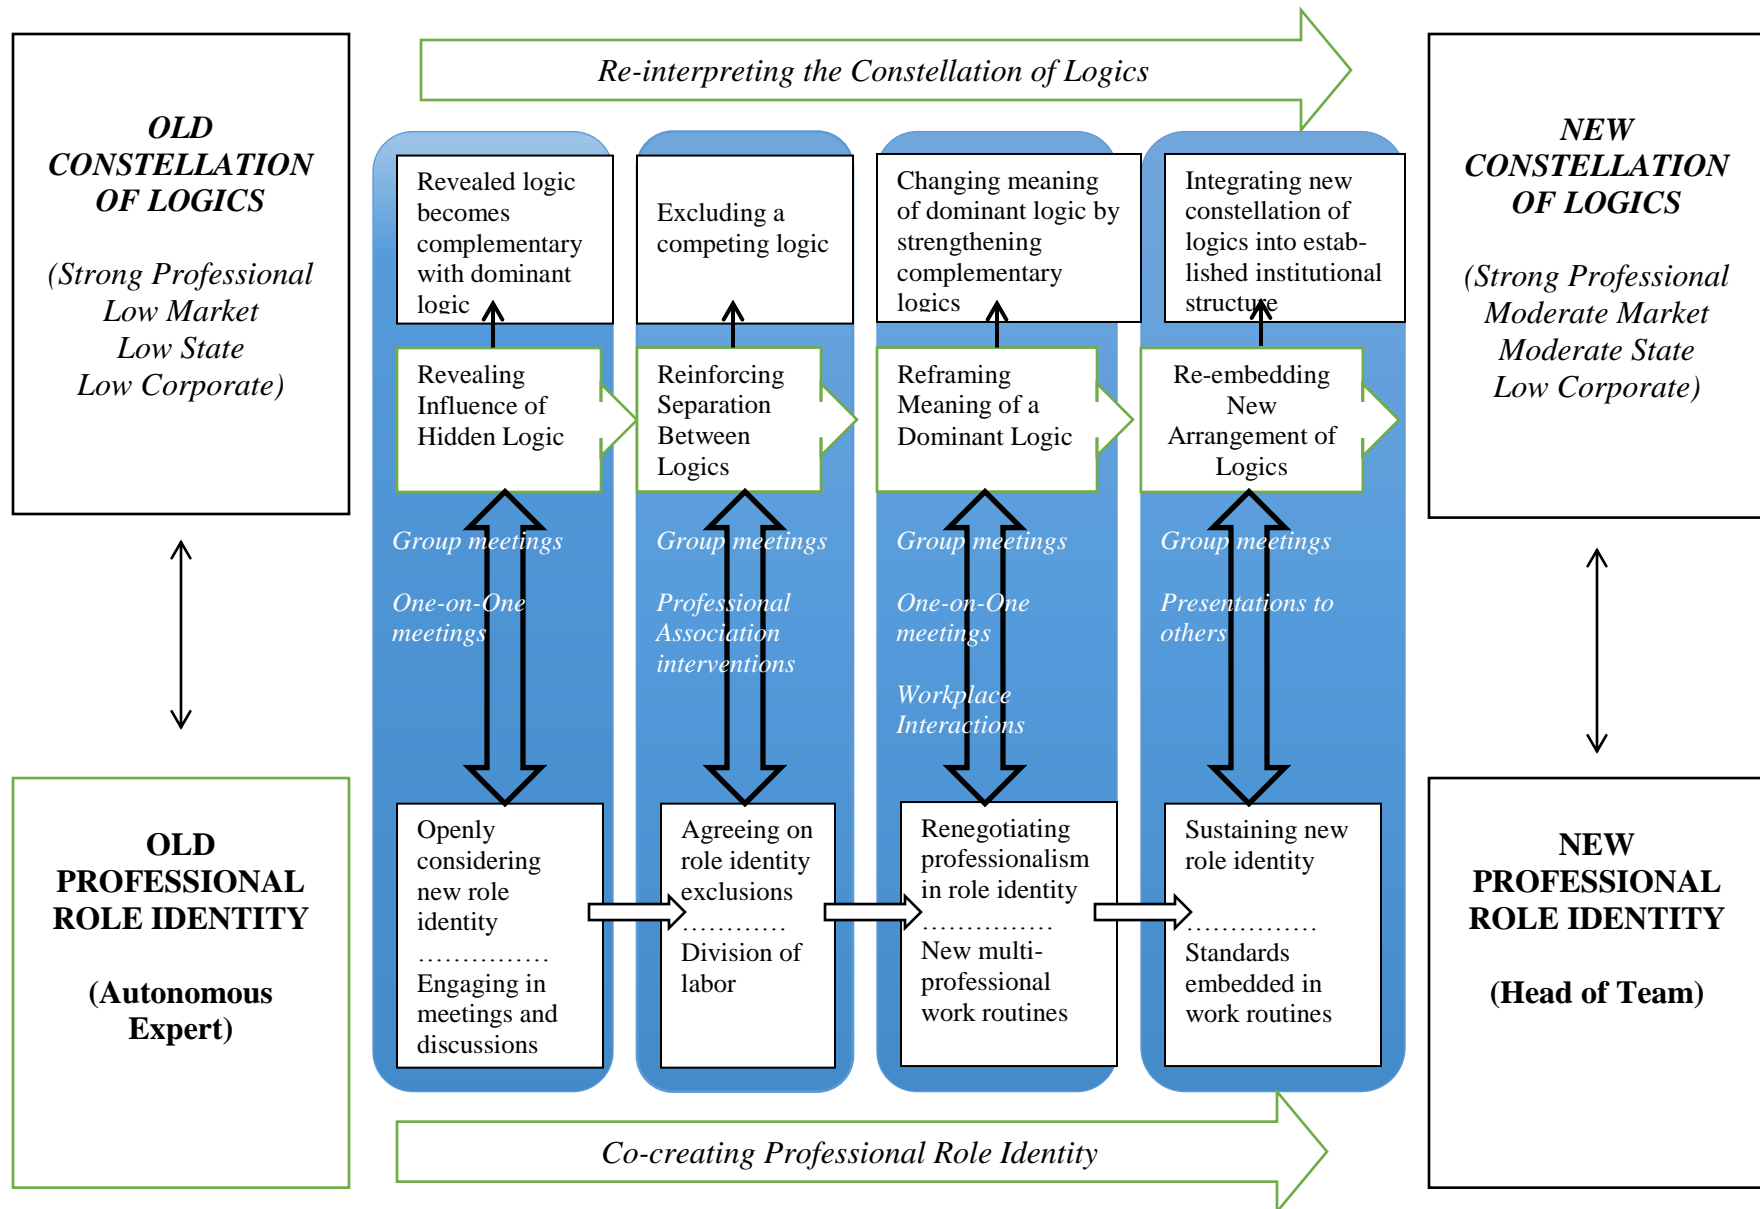 Re-interpreting the Constellation of Logics
OLD
CONSTELLATION
OF LOGICS
(Strong Professional
Low Market
Low State
Low Corporate)
Revealed logic
becomes
complementary
with dominant
logic
Excluding a
competing logic
Changing meaning
of dominant logic by
strengthening
complementary
logics
Integrating new
constellation of
logics into estab-
lished institutional
structure
NEW
CONSTELLATION
OF LOGICS
(Strong Professional
Moderate Market
Moderate State
Low Corporate)
Revealing
Influence of
Hidden Logic
Reinforcing
Separation
Between
Logics
Reframing
Meaning of a
Dominant Logic
Re-embedding
New
Arrangement of
Logics
Group meetings
One-on-One
meetings
Group meetings
Professional
Association
interventions
Group meetings
One-on-One
meetings
Workplace
Interactions
Group meetings
Presentations to
others
OLD
PROFESSIONAL
ROLE IDENTITY
(Autonomous
Expert)
Openly
considering
new role
identity
……………
Engaging in
meetings and
discussions
Agreeing on
role identity
exclusions
…………
Division of
labor
Renegotiating
professionalism
in role identity
……………
New multi-
professional
work routines
Sustaining new
role identity
……………
Standards
embedded in
work routines
NEW
PROFESSIONAL
ROLE IDENTITY
(Head of Team)
Co-creating Professional Role Identity